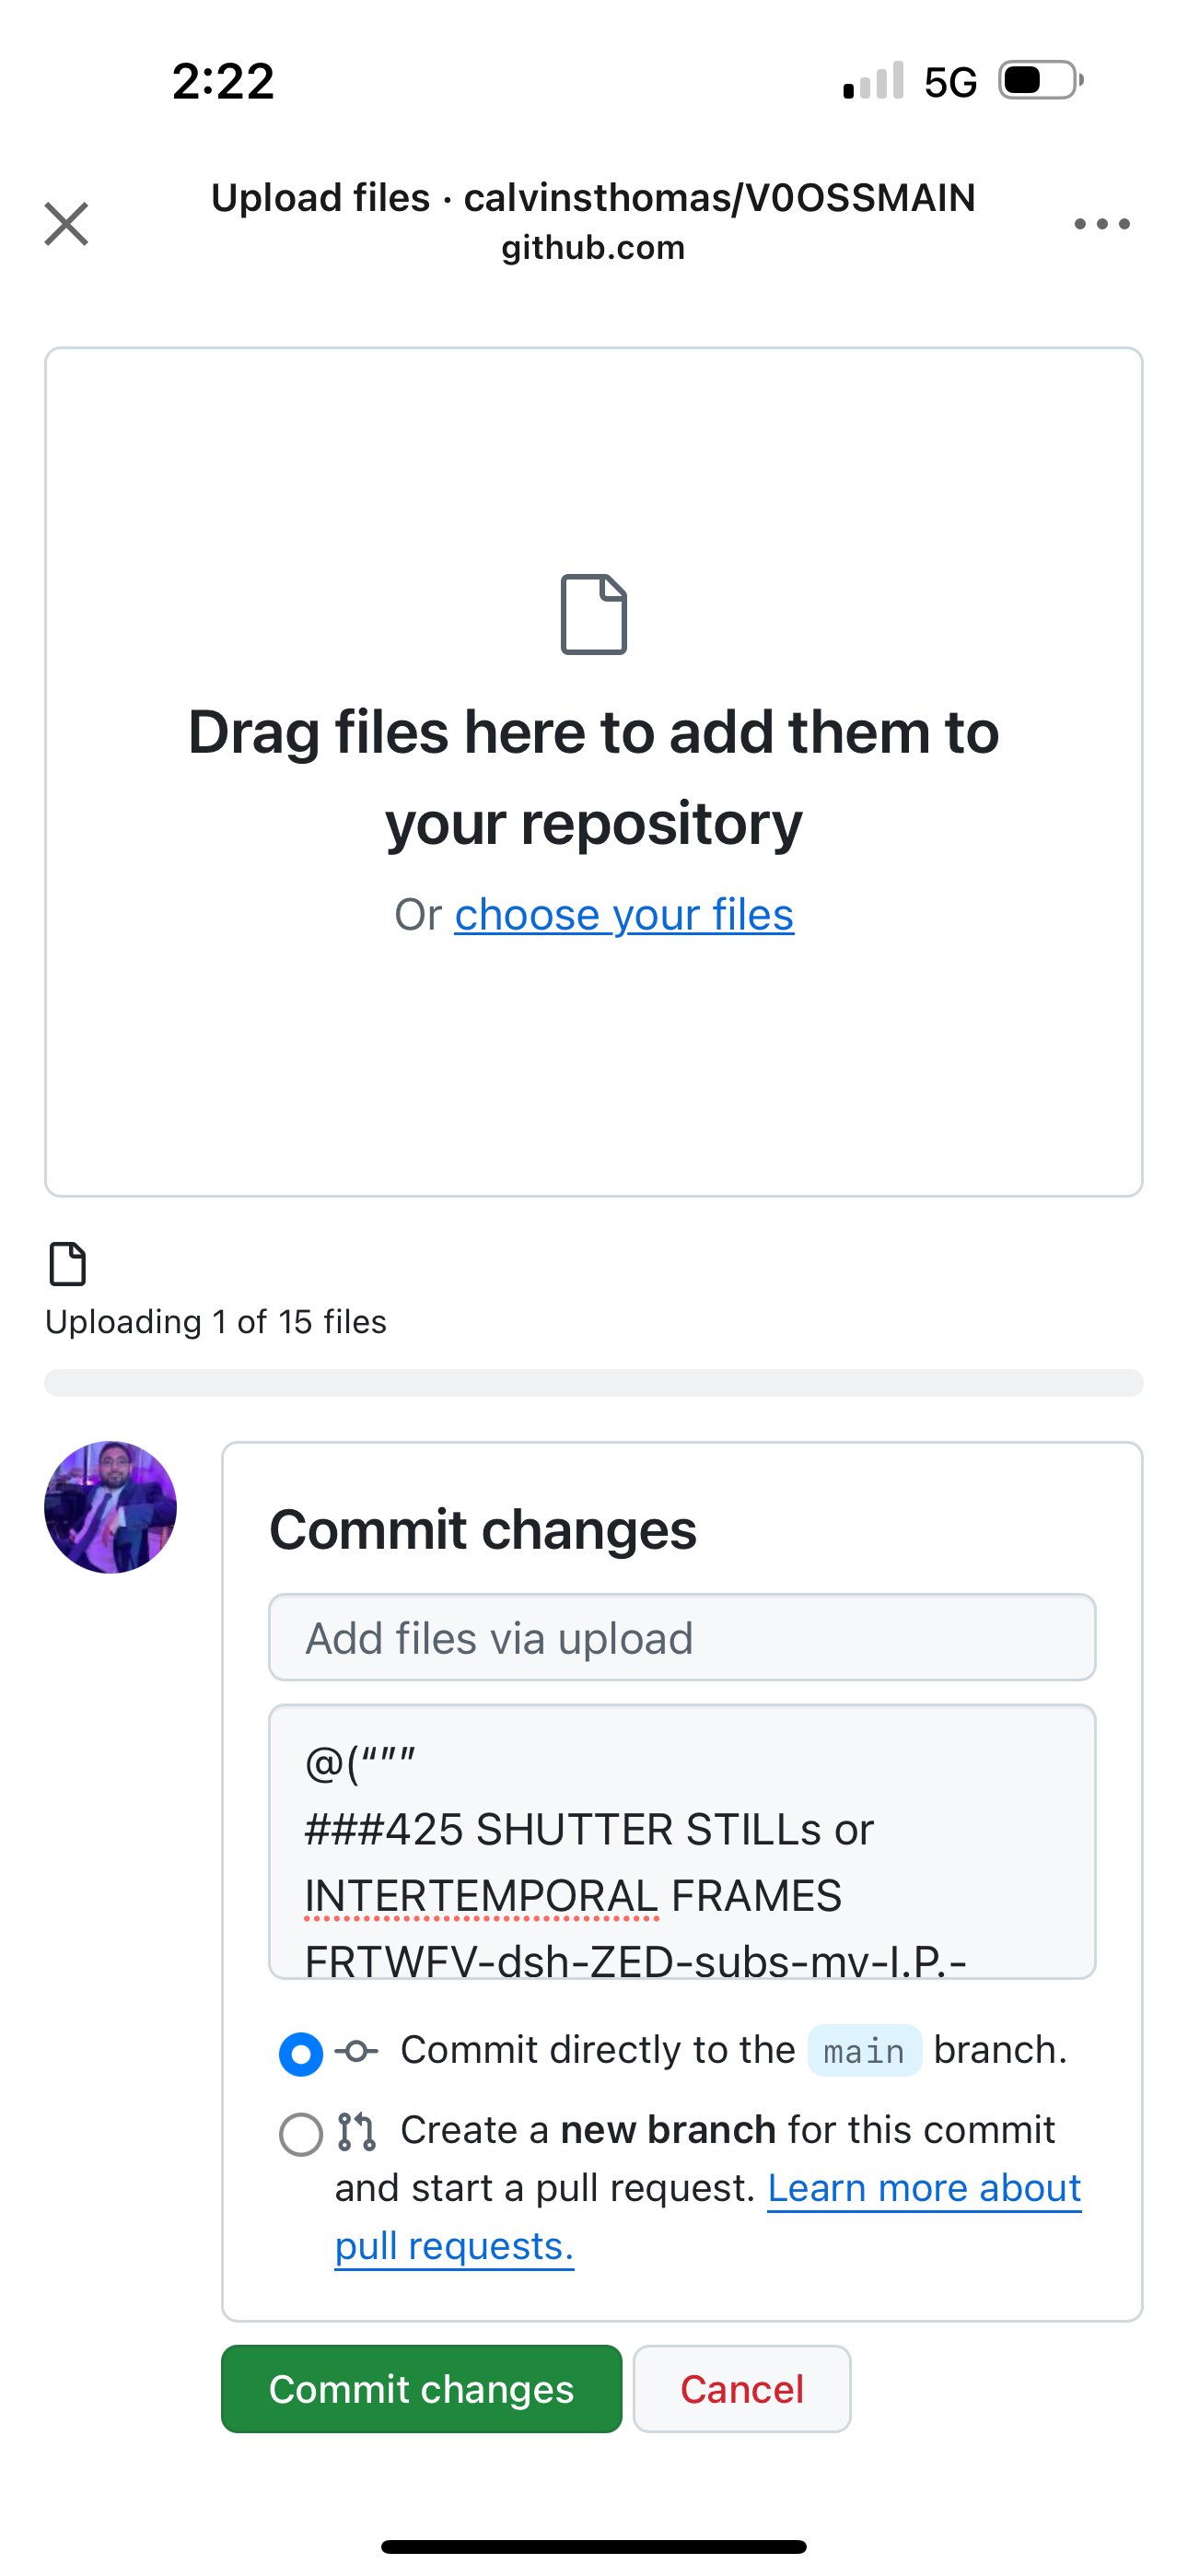 2:22
5G
Upload files · calvinsthomas/V0OSSMAIN
github.com
Drag files here to add them to
your repository
Or choose your files
Uploading 1 of 15 files
Commit changes
Add files via upload
@(“””
###425 SHUTTER STILLs or
INTERTEMPORAL FRAMES
FRTWFV-dsh-ZED-subs-mv-I.P.-
Commit directly to the main branch.
Create a new branch for this commit
and start a pull request. Learn more about
pull requests.
Commit changes
Cancel